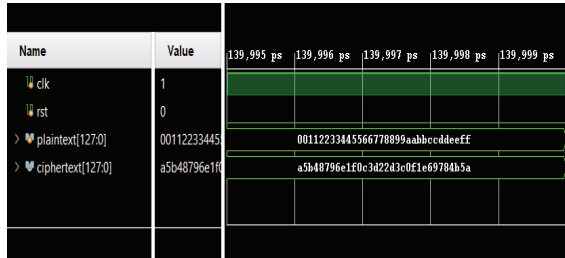 Name Value 139,995 ps 139,996 ps 139,997 ps 139,998 ps 139,999 ps
clk 1
rst 0
plaintext[127:0] 00112233445 00112233445566778899aabbccddeeff
ciphertext[127:0] a5b48796e1f0 a5b48796e1f0c3d22d3c0f1e69784b5a